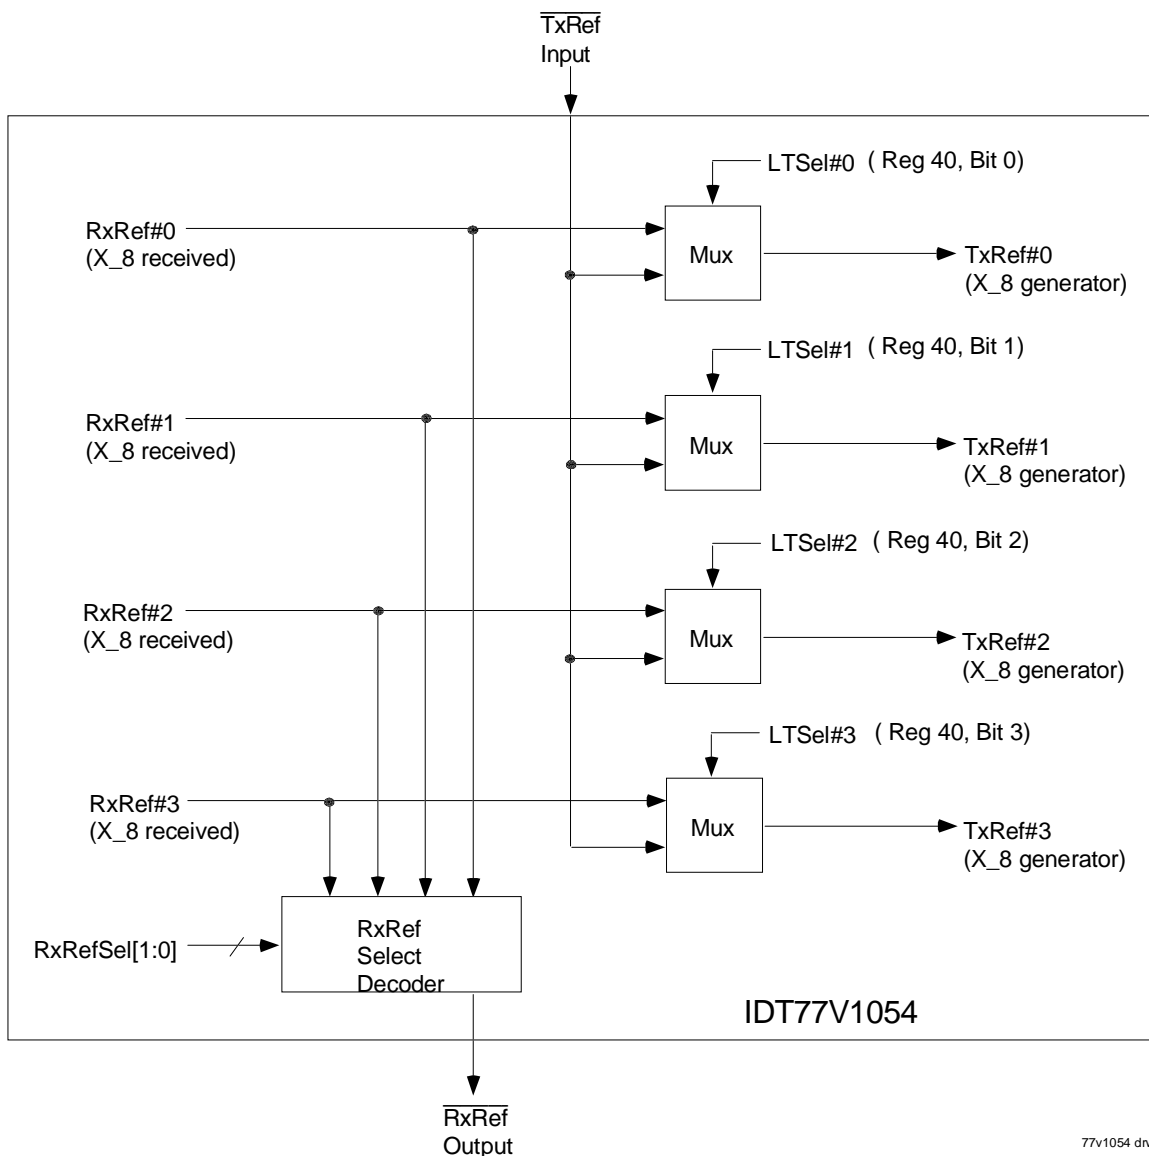 TxRef
Input
LTSel#0 ( Reg 40, Bit 0)
RxRef#0
(X_8 received)
Mux
TxRef#0
(X_8 generator)
LTSel#1 ( Reg 40, Bit 1)
RxRef#1
(X_8 received)
Mux
TxRef#1
(X_8 generator)
LTSel#2 ( Reg 40, Bit 2)
RxRef#2
(X_8 received)
Mux
TxRef#2
(X_8 generator)
LTSel#3 ( Reg 40, Bit 3)
RxRef#3
(X_8 received)
Mux
TxRef#3
(X_8 generator)
RxRefSel[1:0]
RxRef
Select
Decoder
IDT77V1054
RxRef
Output
77v1054 drw